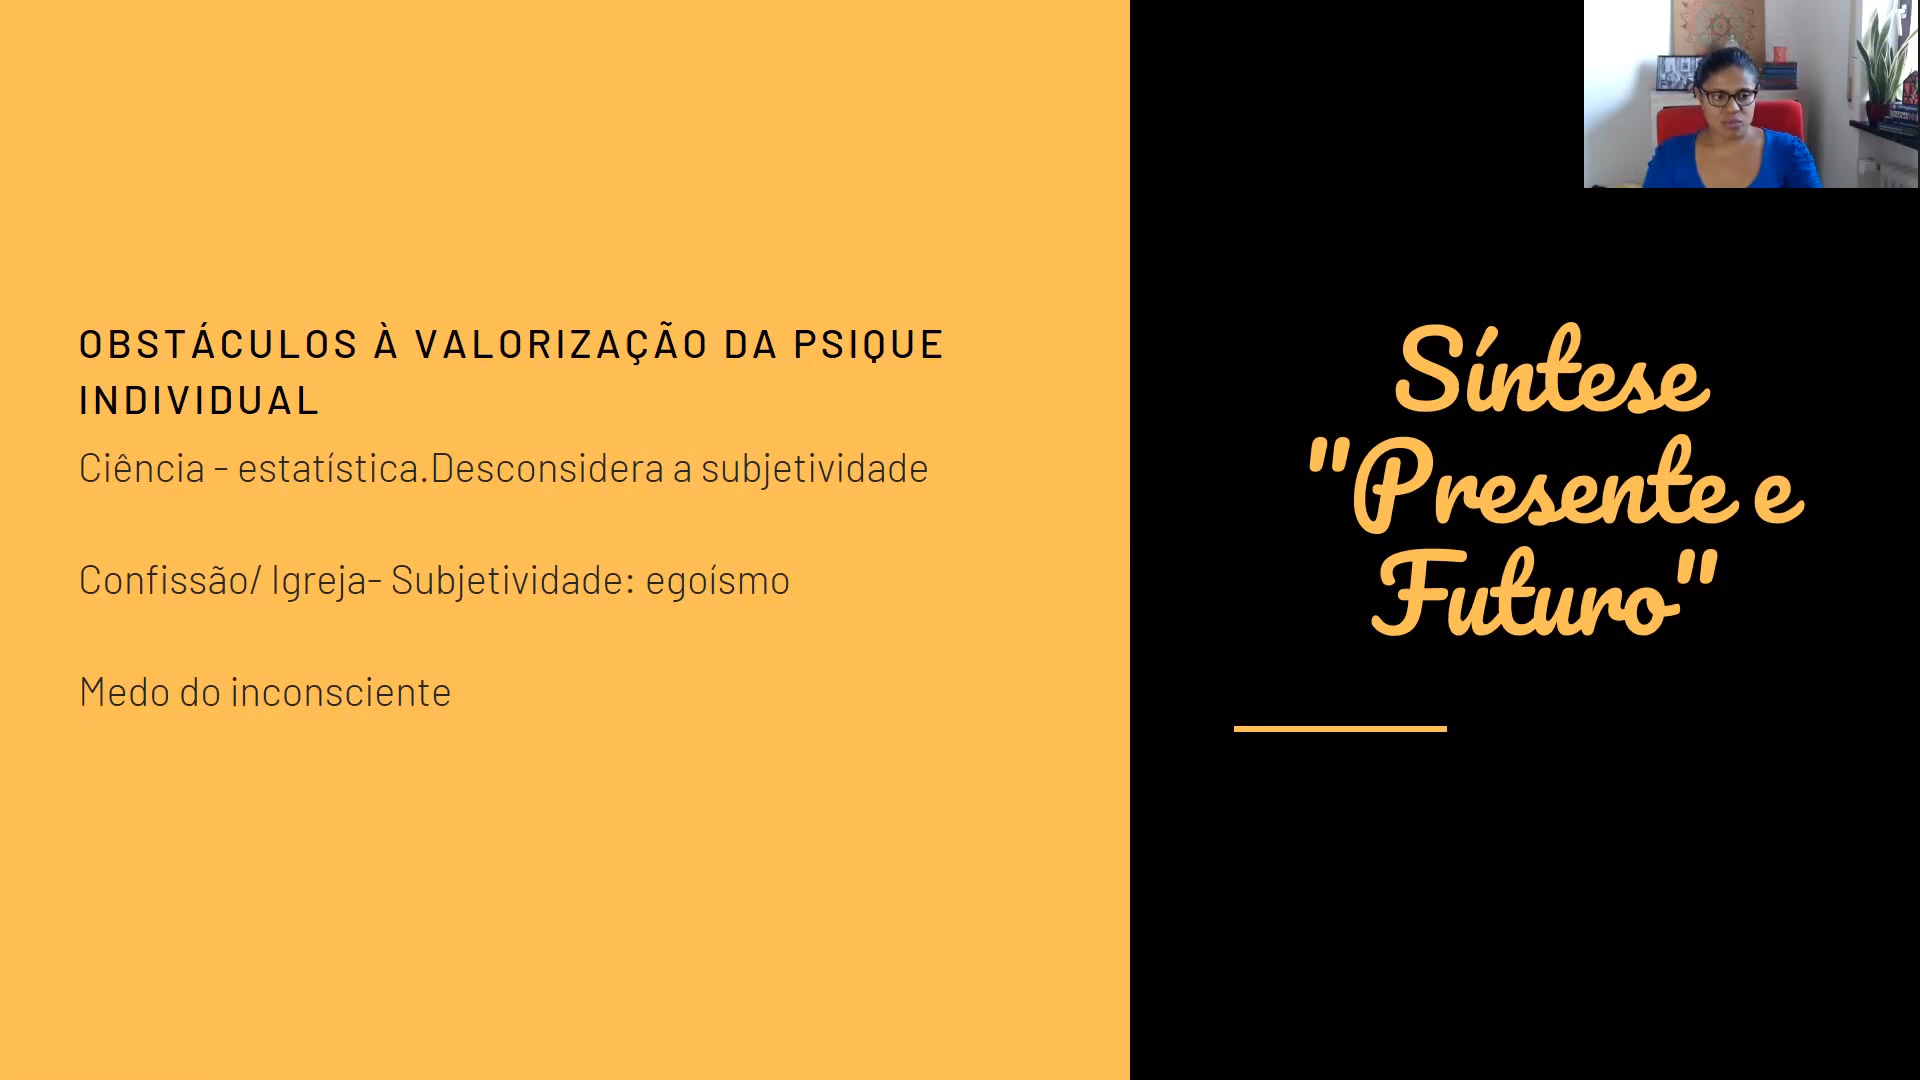 OBSTÁCULOS À VALORIZAÇÃO DA PSIQUE
INDIVIDUAL
Ciência - estatística.Desconsidera a subjetividade
Confissão/ Igreja- Subjetividade: egoísmo
Medo do inconsciente
Síntese
"Presente e
Futuro"